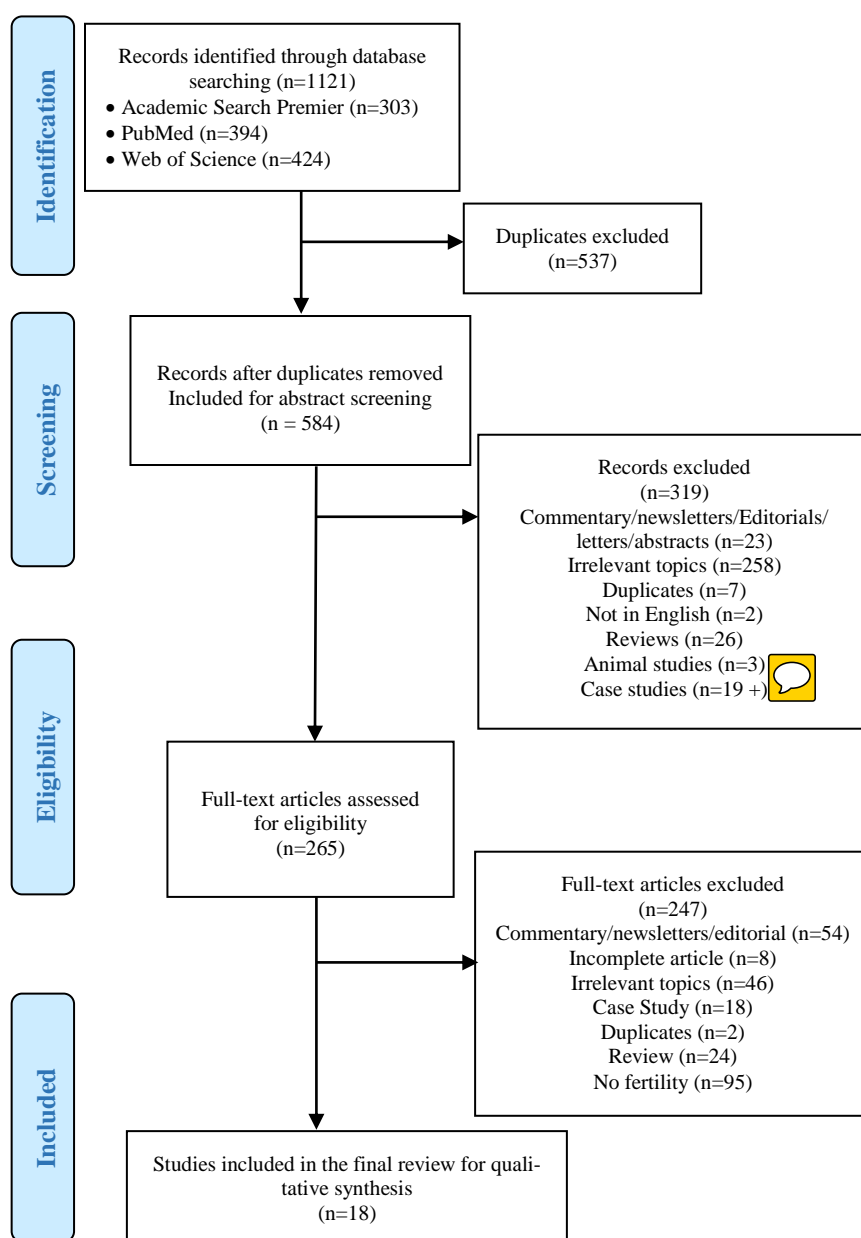 Identification
Records identified through database
searching (n=1121)
• Academic Search Premier (n=303)
• PubMed (n=394)
• Web of Science (n=424)
Duplicates excluded
(n=537)
Screening
Records after duplicates removed
Included for abstract screening
(n = 584)
Records excluded
(n=319)
Commentary/newsletters/Editorials/
letters/abstracts (n=23)
Irrelevant topics (n=258)
Duplicates (n=7)
Not in English (n=2)
Reviews (n=26)
Animal studies (n=3)
Case studies (n=19 +)
Eligibility
Full-text articles assessed
for eligibility
(n=265)
Full-text articles excluded
(n=247)
Commentary/newsletters/editorial (n=54)
Incomplete article (n=8)
Irrelevant topics (n=46)
Case Study (n=18)
Duplicates (n=2)
Review (n=24)
No fertility (n=95)
Included
Studies included in the final review for quali-
tative synthesis
(n=18)